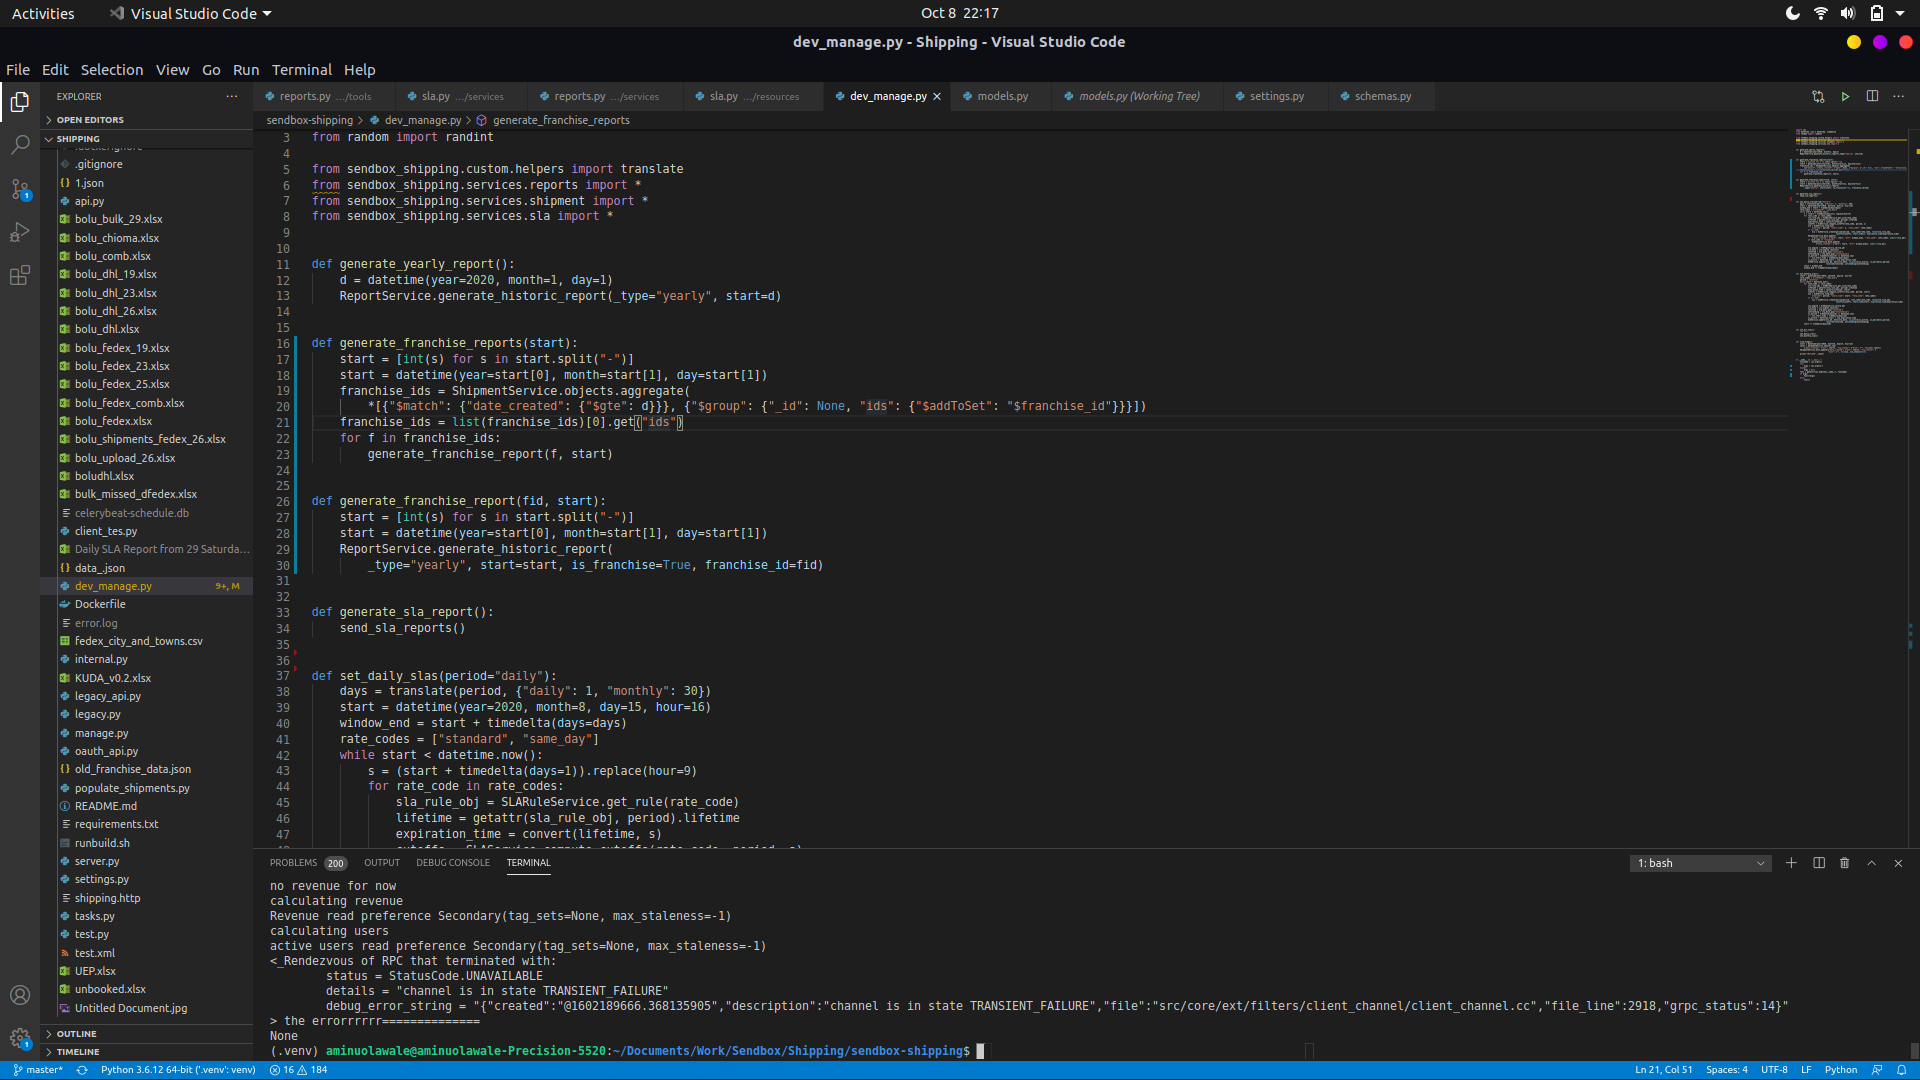 Activities
Visual Studio Code
Oct 8 22:17
dev_manage.py - Shipping - Visual Studio Code
File Edit Selection View Go Run Terminal Help
EXPLORER
OPEN EDITORS
SHIPPING
.dockerignore
.gitignore
1.json
api.py
bolu_bulk_29.xlsx
bolu_chioma.xlsx
bolu_comb.xlsx
bolu_dhl_19.xlsx
bolu_dhl_23.xlsx
bolu_dhl_26.xlsx
bolu_dhl.xlsx
bolu_fedex_19.xlsx
bolu_fedex_23.xlsx
bolu_fedex_25.xlsx
bolu_fedex_comb.xlsx
bolu_fedex.xlsx
bolu_shipments_fedex_26.xlsx
bolu_upload_26.xlsx
boludhl.xlsx
bulk_missed_dfedex.xlsx
celerybeat-schedule.db
client_tes.py
Daily SLA Report from 29 Saturda...
data_.json
dev_manage.py 9+, M
Dockerfile
error.log
fedex_city_and_towns.csv
internal.py
KUDA_v0.2.xlsx
legacy_api.py
legacy.py
manage.py
oauth_api.py
old_franchise_data.json
populate_shipments.py
README.md
requirements.txt
runbuild.sh
server.py
settings.py
shipping.http
tasks.py
test.py
test.xml
UEP.xlsx
unbooked.xlsx
Untitled Document.jpg
OUTLINE
TIMELINE
reports.py .../tools
sla.py .../services
reports.py .../services
sla.py .../resources
dev_manage.py
models.py
models.py (Working Tree)
settings.py
schemas.py
sendbox-shipping > dev_manage.py > generate_franchise_reports
3 from random import randint
4
5 from sendbox_shipping.custom.helpers import translate
6 from sendbox_shipping.services.reports import *
7 from sendbox_shipping.services.shipment import *
8 from sendbox_shipping.services.sla import *
9
10
11 def generate_yearly_report():
12     d = datetime(year=2020, month=1, day=1)
13     ReportService.generate_historic_report(_type="yearly", start=d)
14
15
16 def generate_franchise_reports(start):
17     start = [int(s) for s in start.split("-")]
18     start = datetime(year=start[0], month=start[1], day=start[1])
19     franchise_ids = ShipmentService.objects.aggregate(
20         *[{"$match": {"date_created": {"$gte": d}}}, {"$group": {"_id": None, "ids": {"$addToSet": "$franchise_id"}}}])
21     franchise_ids = list(franchise_ids)[0].get("ids")
22     for f in franchise_ids:
23         generate_franchise_report(f, start)
24
25
26 def generate_franchise_report(fid, start):
27     start = [int(s) for s in start.split("-")]
28     start = datetime(year=start[0], month=start[1], day=start[1])
29     ReportService.generate_historic_report(
30         _type="yearly", start=start, is_franchise=True, franchise_id=fid)
31
32
33 def generate_sla_report():
34     send_sla_reports()
35
36
37 def set_daily_slas(period="daily"):
38     days = translate(period, {"daily": 1, "monthly": 30})
39     start = datetime(year=2020, month=8, day=15, hour=16)
40     window_end = start + timedelta(days=days)
41     rate_codes = ["standard", "same_day"]
42     while start < datetime.now():
43         s = (start + timedelta(days=1)).replace(hour=9)
44         for rate_code in rate_codes:
45             sla_rule_obj = SLARuleService.get_rule(rate_code)
46             lifetime = getattr(sla_rule_obj, period).lifetime
47             expiration_time = convert(lifetime, s)
PROBLEMS 200 OUTPUT DEBUG CONSOLE TERMINAL
1: bash
no revenue for now
calculating revenue
Revenue read preference Secondary(tag_sets=None, max_staleness=-1)
calculating users
active users read preference Secondary(tag_sets=None, max_staleness=-1)
<_Rendezvous of RPC that terminated with:
        status = StatusCode.UNAVAILABLE
        details = "channel is in state TRANSIENT_FAILURE"
        debug_error_string = "{"created":"@1602189666.368135905","description":"channel is in state TRANSIENT_FAILURE","file":"src/core/ext/filters/client_channel/client_channel.cc","file_line":2918,"grpc_status":14}"
> the errorrrrrr==============
None
(.venv) aminuolawale@aminuolawale-Precision-5520:~/Documents/Work/Sendbox/Shipping/sendbox-shipping$
master* Python 3.6.12 64-bit ('.venv': venv) 16 184
Ln 21, Col 51 Spaces: 4 UTF-8 LF Python